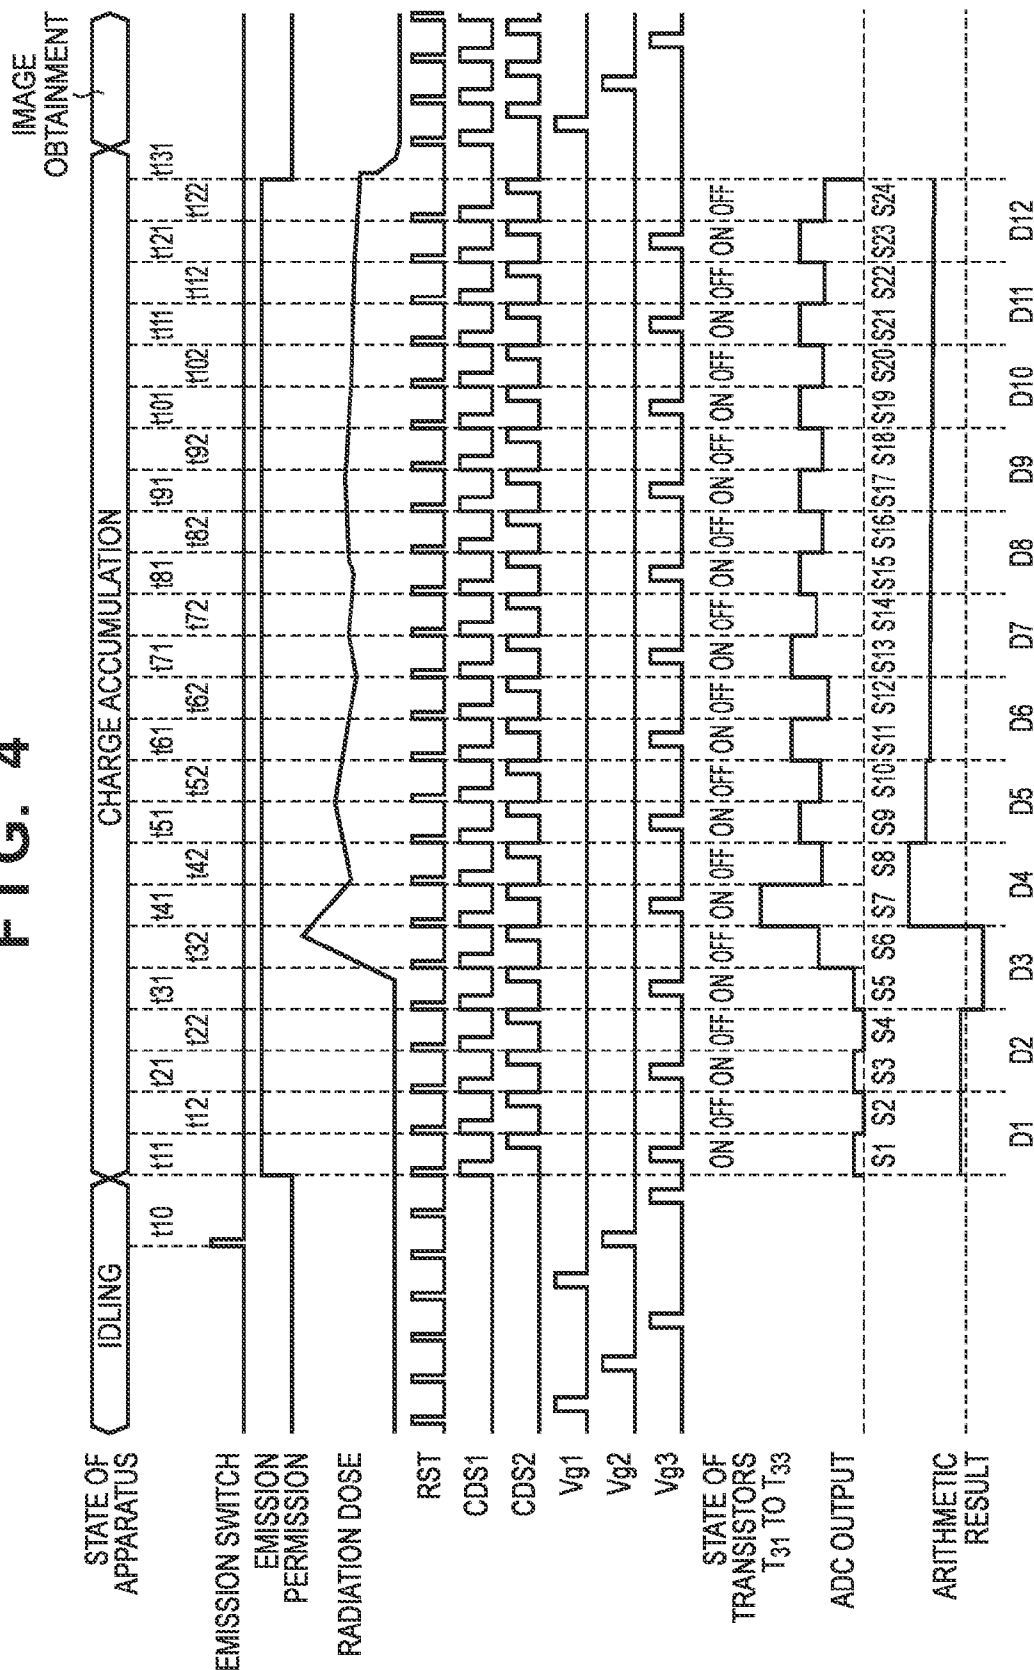 FIG. 4
STATE OF
APPARATUS
IDLING
CHARGE ACCUMULATION
IMAGE
OBTAINMENT
t10
t11
t12
t21
t22
t31
t32
t41
t42
t51
t52
t61
t62
t71
t72
t81
t82
t91
t92
t101
t102
t111
t112
t121
t122
t131
EMISSION SWITCH
EMISSION
PERMISSION
RADIATION DOSE
RST
CDS1
CDS2
Vg1
Vg2
Vg3
STATE OF
TRANSISTORS
T31 TO T33
ON OFF ON OFF ON OFF ON OFF ON OFF ON OFF ON OFF ON OFF ON OFF ON OFF ON OFF ON OFF
ADC OUTPUT
S1 S2 S3 S4 S5 S6 S7 S8 S9 S10 S11 S12 S13 S14 S15 S16 S17 S18 S19 S20 S21 S22 S23 S24
ARITHMETIC
RESULT
D1 D2 D3 D4 D5 D6 D7 D8 D9 D10 D11 D12